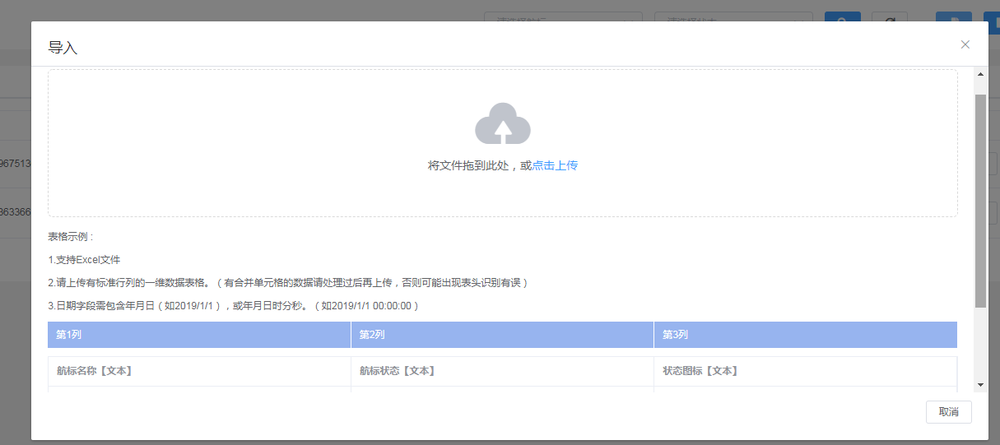 导入
将文件拖到此处，或点击上传
表格示例：
1.支持Excel文件
2.请上传有标准行列的一维数据表格。（有合并单元格的数据请处理过后再上传，否则可能出现表头识别有误）
3.日期字段需包含年月日（如2019/1/1），或年月日时分秒。（如2019/1/1 00:00:00）
第1列 第2列 第3列
航标名称【文本】 航标状态【文本】 状态图标【文本】
取消
967513
363366